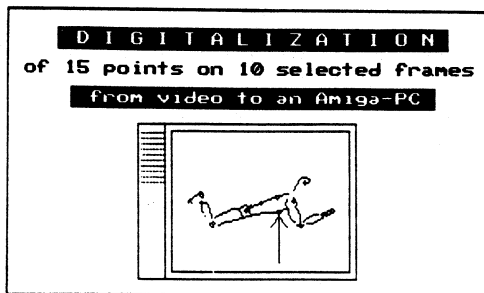 DIGITALIZATION
of 15 points on 10 selected frames
from video to an Amiga-PC